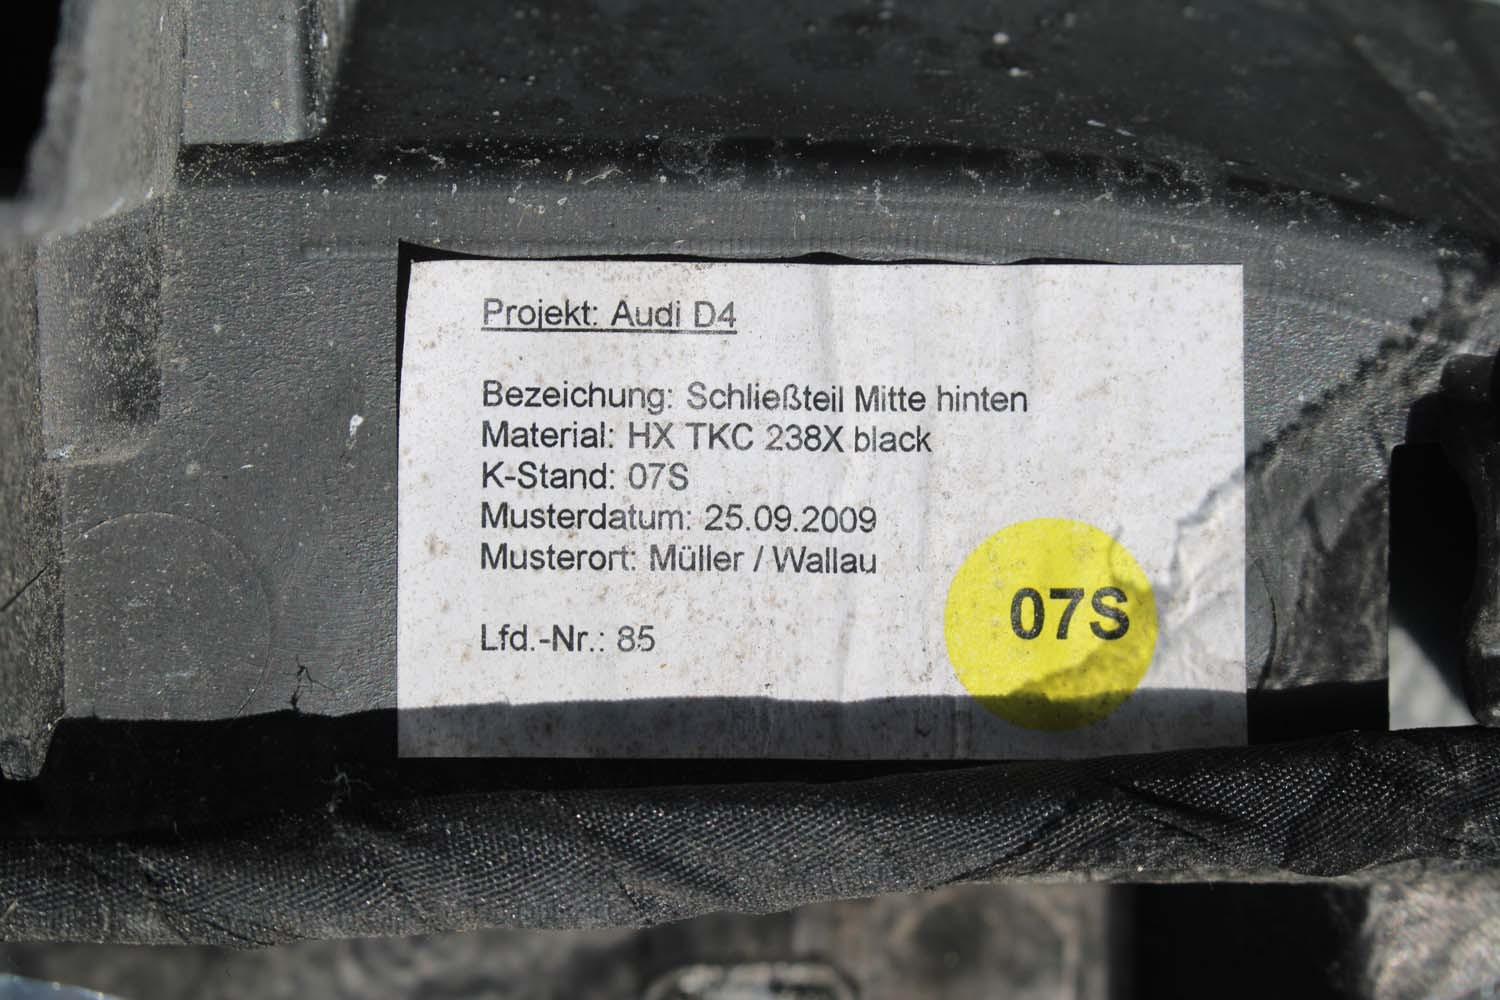 Projekt: Audi D4
Bezeichung: Schließteil Mitte hinten
Material: HX TKC 238X black
K-Stand: 07S
Musterdatum: 25.09.2009
Musterort: Müller / Wallau
Lfd.-Nr.: 85
07S